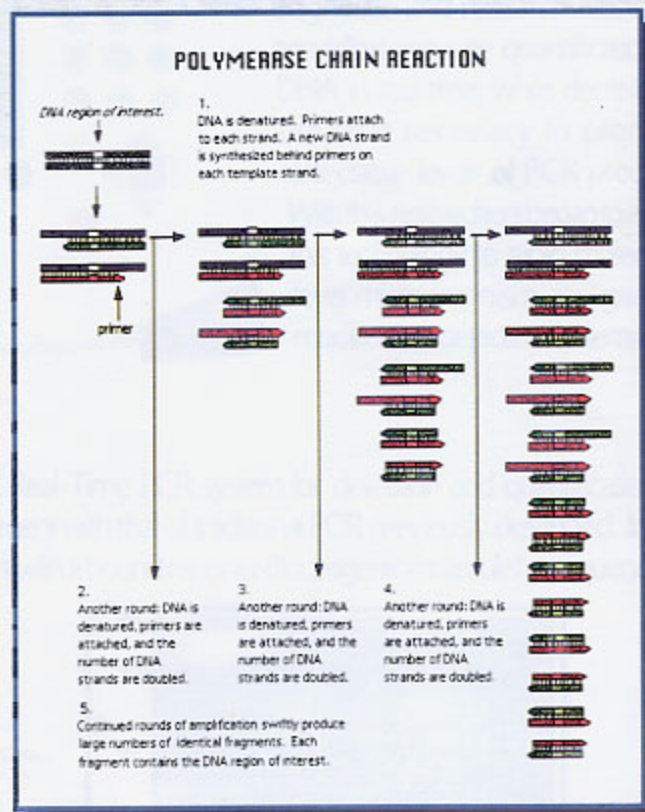 POLYMERASE CHAIN REACTION
DNA region of interest.
1.
DNA is denatured. Primers attach
to each strand. A new DNA strand
is synthesized behind primers on
each template strand.
primer
2.
Another round: DNA is
denatured, primers are
attached, and the
number of DNA
strands are doubled.
3.
Another round: DNA
is denatured, primers
are attached, and the
number of DNA
strands are doubled.
4.
Another round: DNA is
denatured, primers
are attached, and the
number of DNA
strands are doubled.
5.
Continued rounds of amplification swiftly produce
large numbers of identical fragments. Each
fragment contains the DNA region of interest.